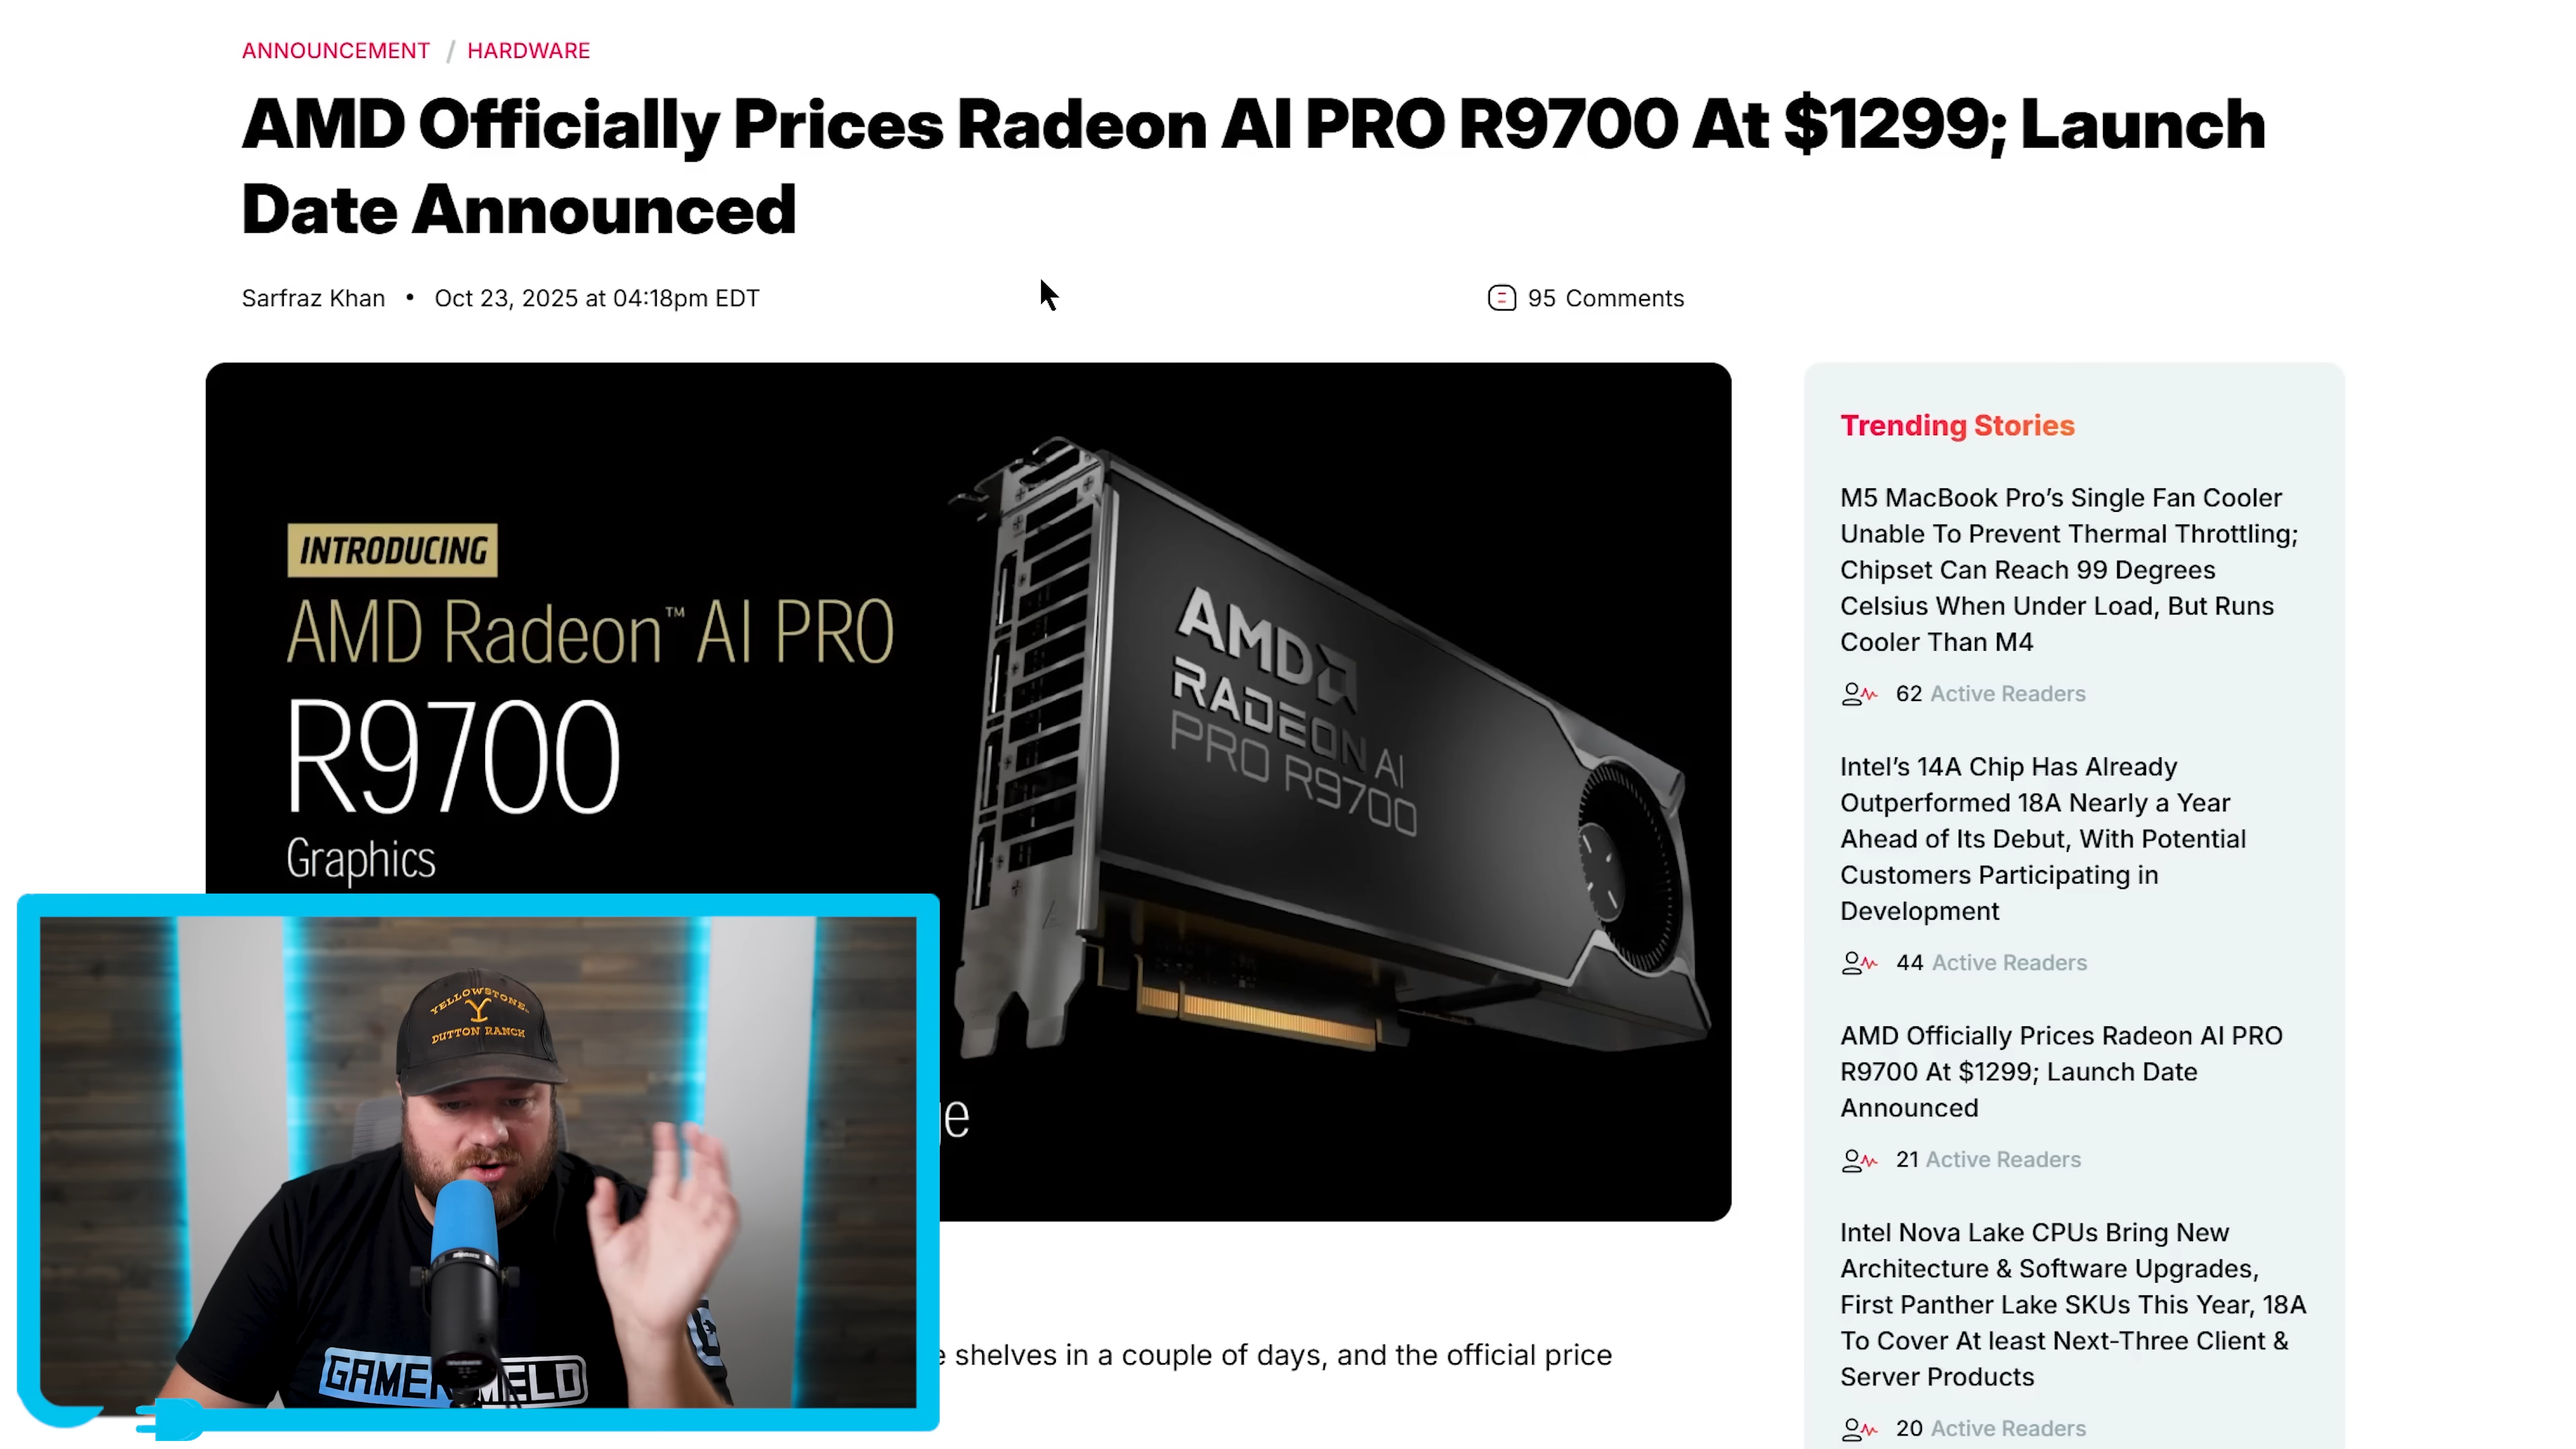 ANNOUNCEMENT / HARDWARE
AMD Officially Prices Radeon AI PRO R9700 At $1299; Launch
Date Announced
Sarfraz Khan • Oct 23, 2025 at 04:18pm EDT
95 Comments
INTRODUCING
AMD Radeon™ AI PRO
R9700
Graphics
AMD
RADEON AI
PRO R9700
shelves in a couple of days, and the official price
YELLOWSTONE
Y
DUTTON RANCH
Trending Stories
M5 MacBook Pro’s Single Fan Cooler
Unable To Prevent Thermal Throttling;
Chipset Can Reach 99 Degrees
Celsius When Under Load, But Runs
Cooler Than M4
62 Active Readers
Intel’s 14A Chip Has Already
Outperformed 18A Nearly a Year
Ahead of Its Debut, With Potential
Customers Participating in
Development
44 Active Readers
AMD Officially Prices Radeon AI PRO
R9700 At $1299; Launch Date
Announced
21 Active Readers
Intel Nova Lake CPUs Bring New
Architecture & Software Upgrades,
First Panther Lake SKUs This Year, 18A
To Cover At least Next-Three Client &
Server Products
20 Active Readers